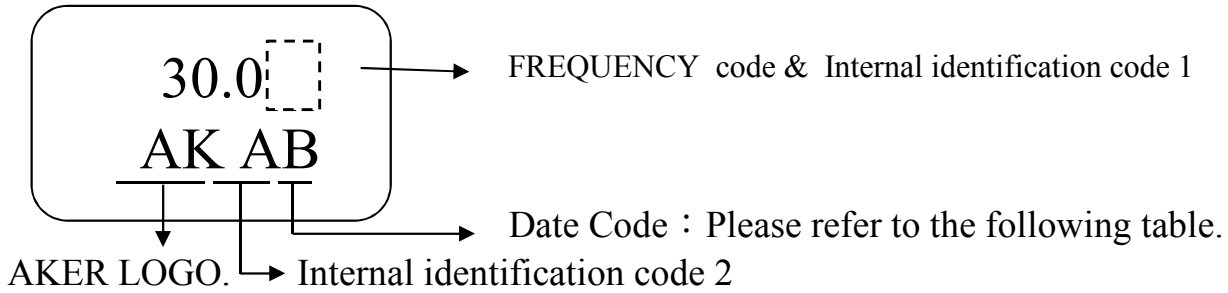 30.0
FREQUENCY code & Internal identification code 1
AK AB
Date Code：Please refer to the following table.
AKER LOGO.
Internal identification code 2